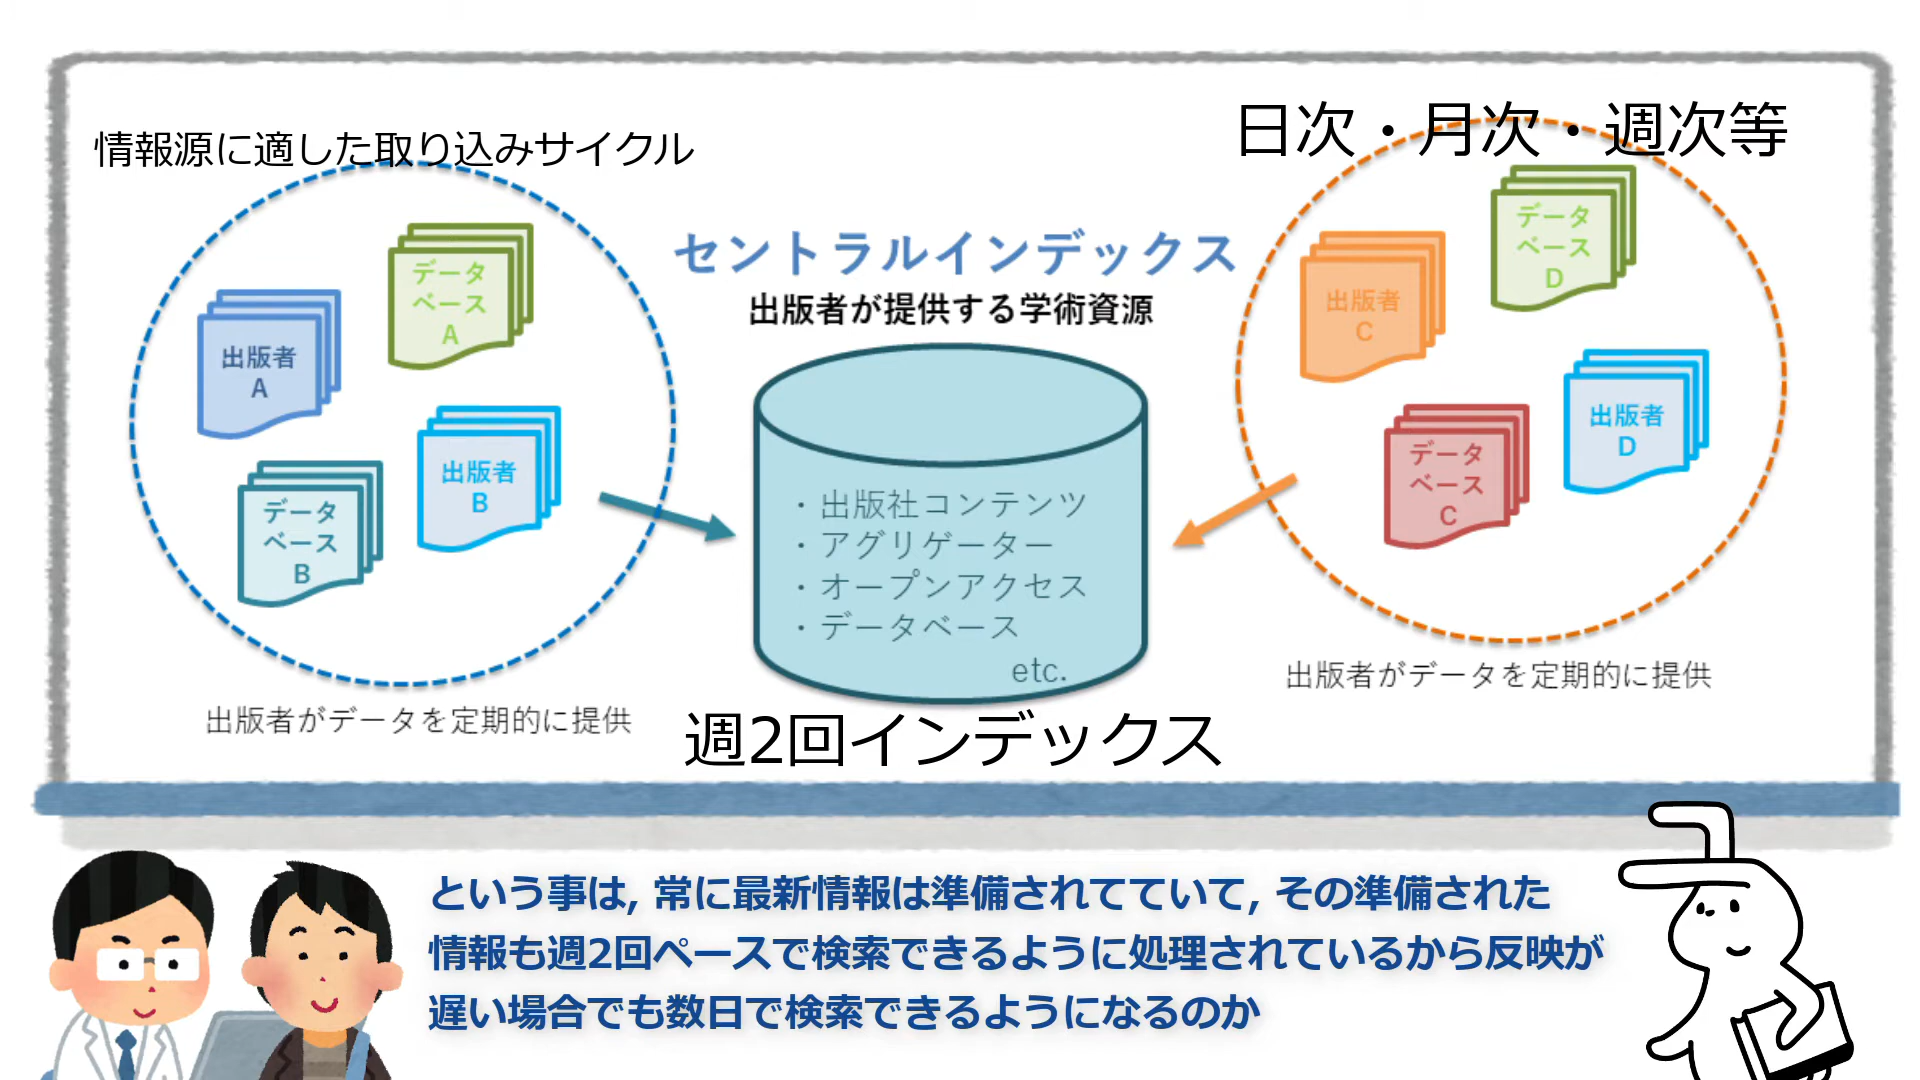 情報源に適した取り込みサイクル
日次・月次・週次等
データ
ベース
A
出版者
A
出版者
B
データ
ベース
B
出版者がデータを定期的に提供
セントラルインデックス
出版者が提供する学術資源
・出版社コンテンツ
・アグリゲーター
・オープンアクセス
・データベース
etc.
週2回インデックス
データ
ベース
D
出版者
C
出版者
D
データ
ベース
C
出版者がデータを定期的に提供
という事は, 常に最新情報は準備されてていて, その準備された
情報も週2回ペースで検索できるように処理されているから反映が
遅い場合でも数日で検索できるようになるのか